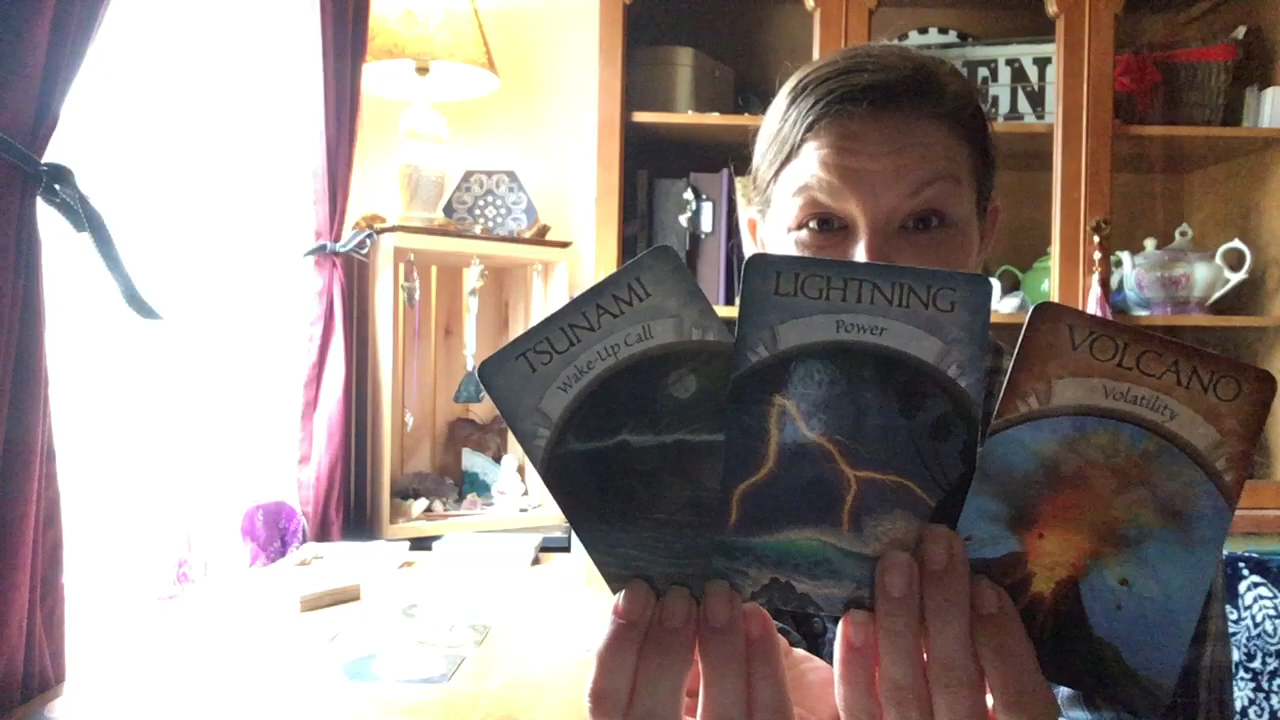 EN
TSUNAMI
Wake-Up Call
LIGHTNING
Power
VOLCANO
Volatility